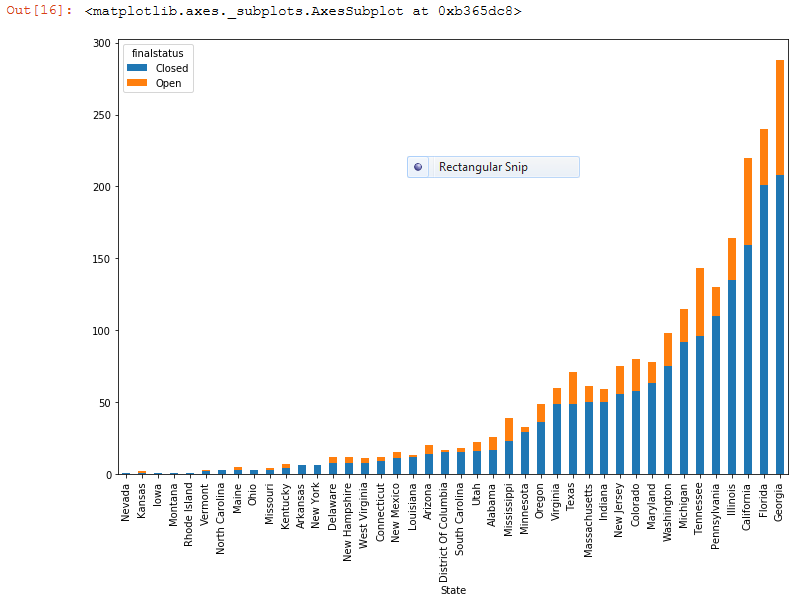 Out[16]: <matplotlib.axes._subplots.AxesSubplot at 0xb365dc8>
300
finalstatus
Closed
Open
250
Rectangular Snip
200
150
100
50
0
Nevada
Kansas
Iowa
Montana
Rhode Island
Vermont
North Carolina
Maine
Ohio
Missouri
Kentucky
Arkansas
New York
Delaware
New Hampshire
West Virginia
Connecticut
New Mexico
Louisiana
Arizona
District Of Columbia
South Carolina
Utah
Alabama
Mississippi
Minnesota
Oregon
Virginia
Texas
Massachusetts
Indiana
New Jersey
Colorado
Maryland
Washington
Michigan
Tennessee
Pennsylvania
Illinois
California
Florida
Georgia
State